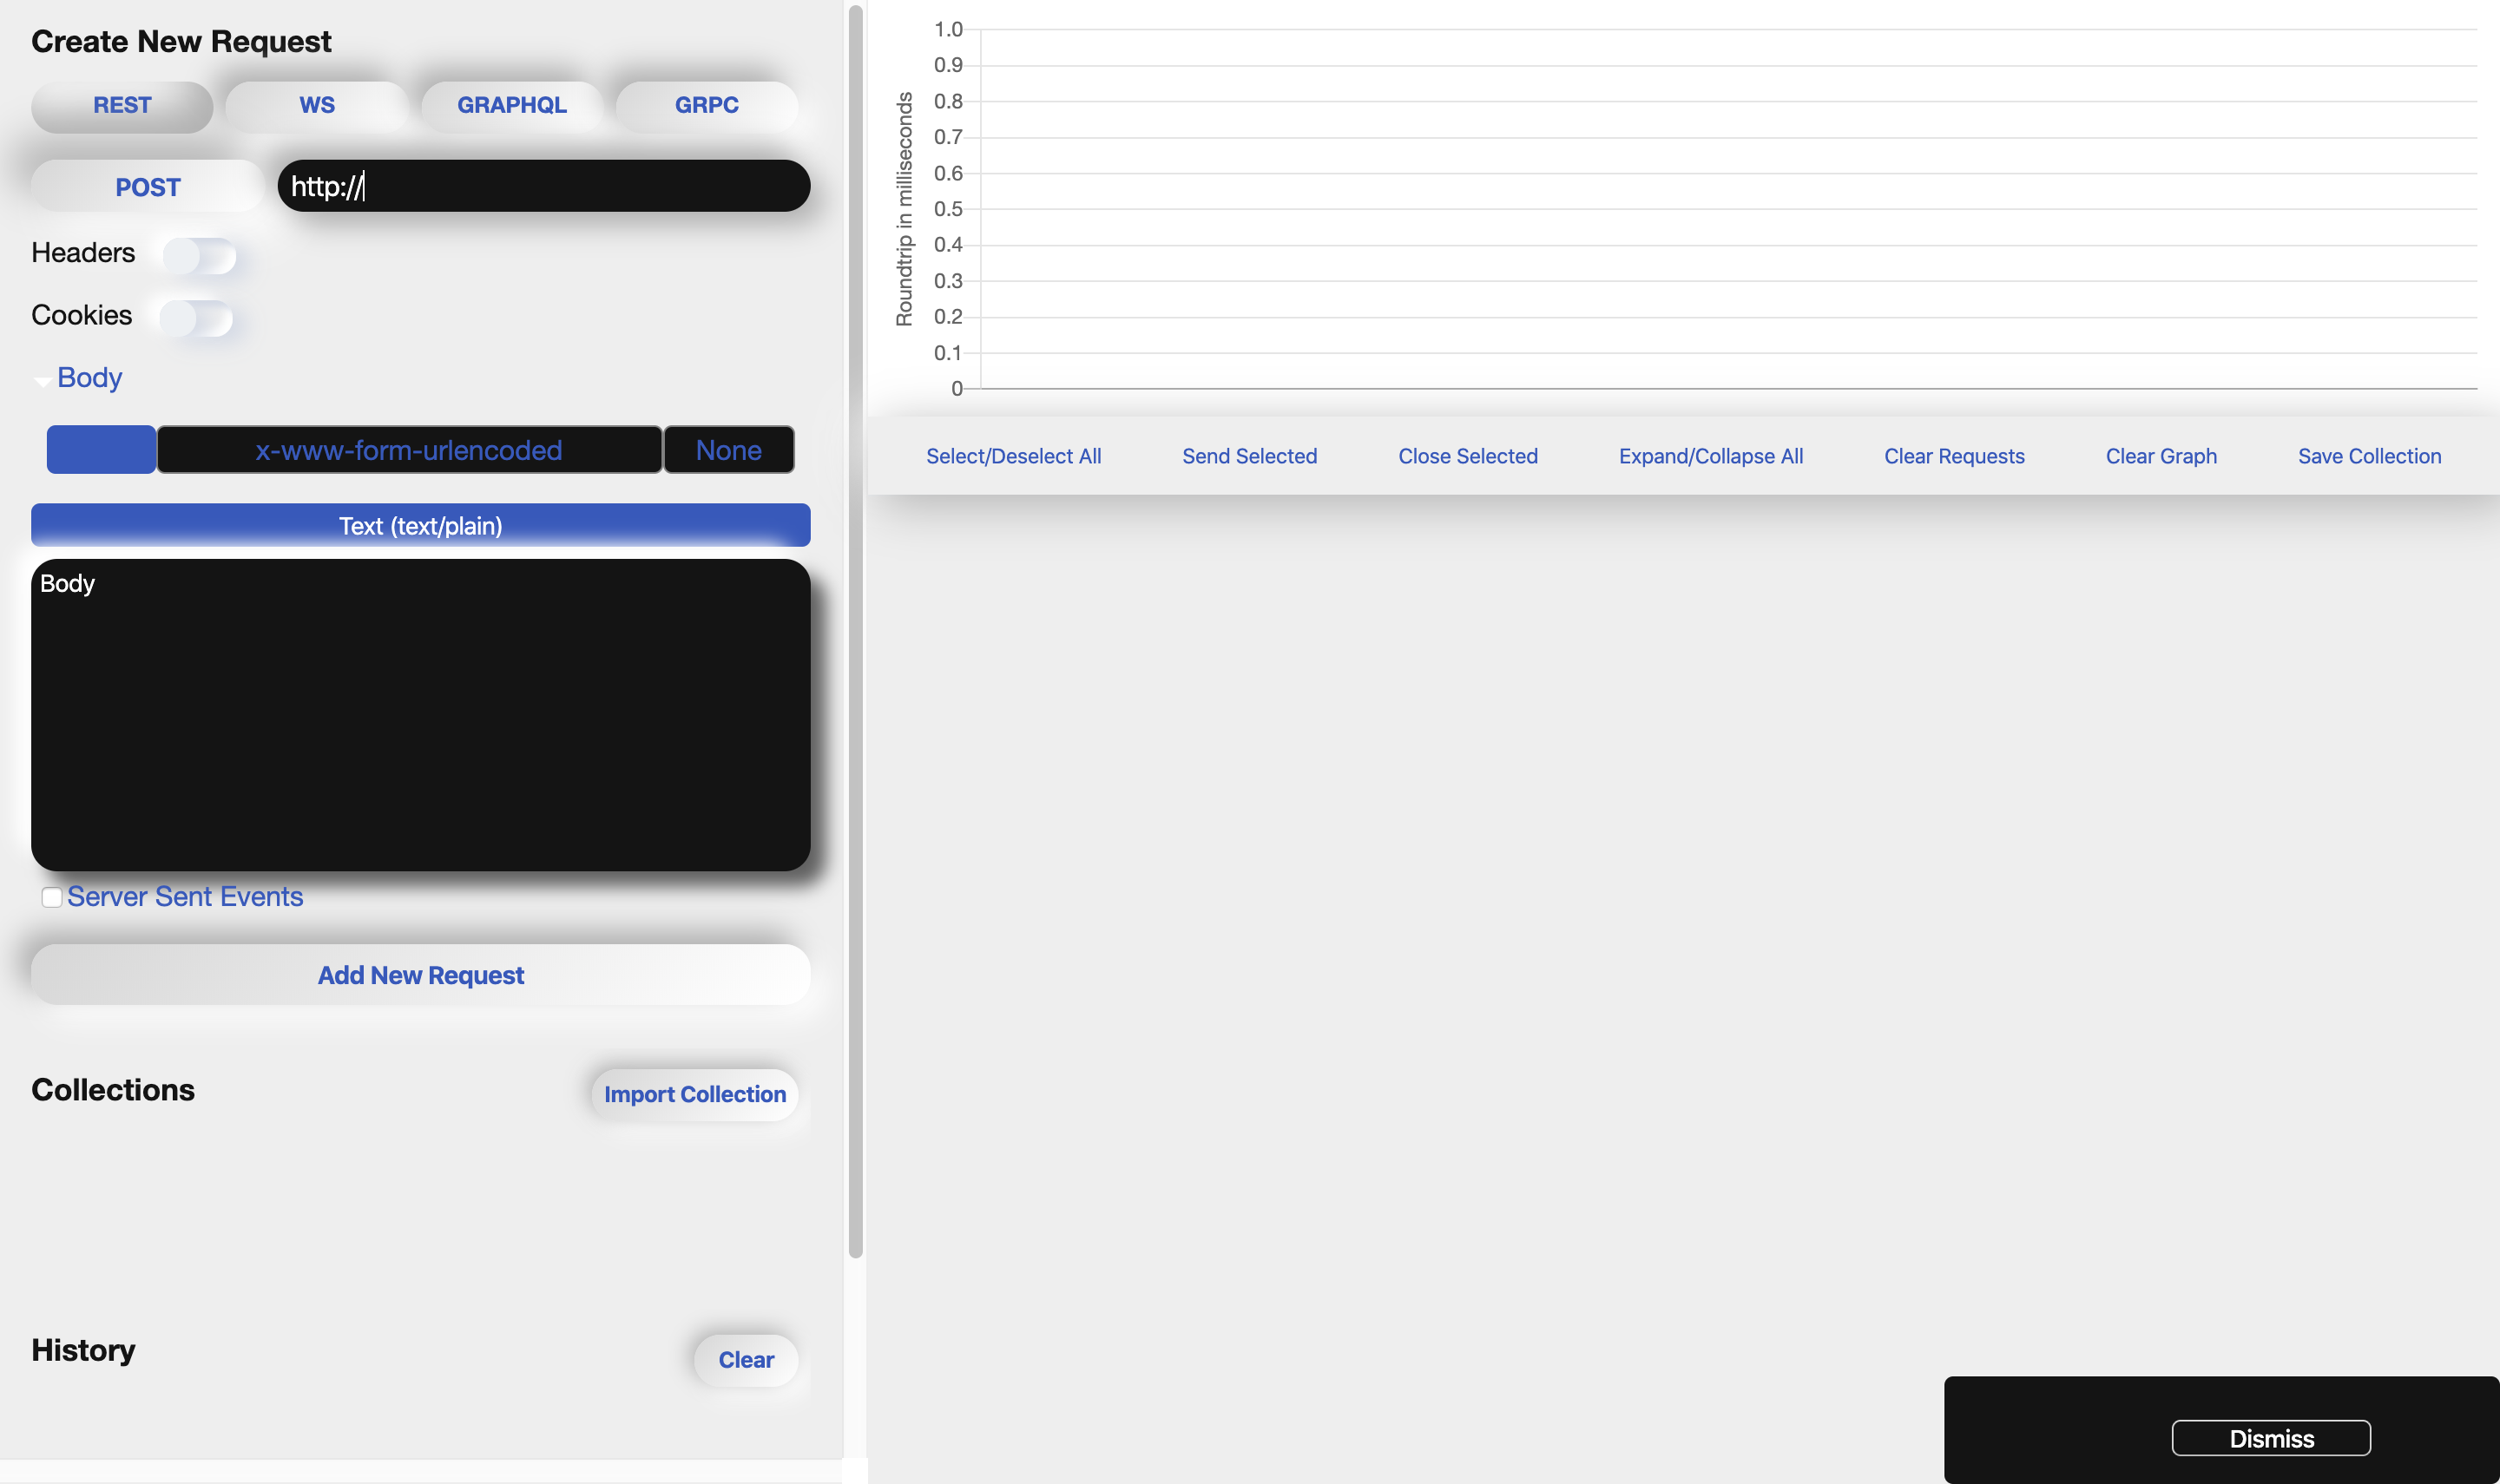 Create New Request
REST WS GRAPHQL GRPC
POST http://
Headers
Cookies
Body
x-www-form-urlencoded None
Text (text/plain)
Body
Server Sent Events
Add New Request
Collections Import Collection
History Clear
Roundtrip in milliseconds
1.0
0.9
0.8
0.7
0.6
0.5
0.4
0.3
0.2
0.1
0
Select/Deselect All Send Selected Close Selected Expand/Collapse All Clear Requests Clear Graph Save Collection
Dismiss